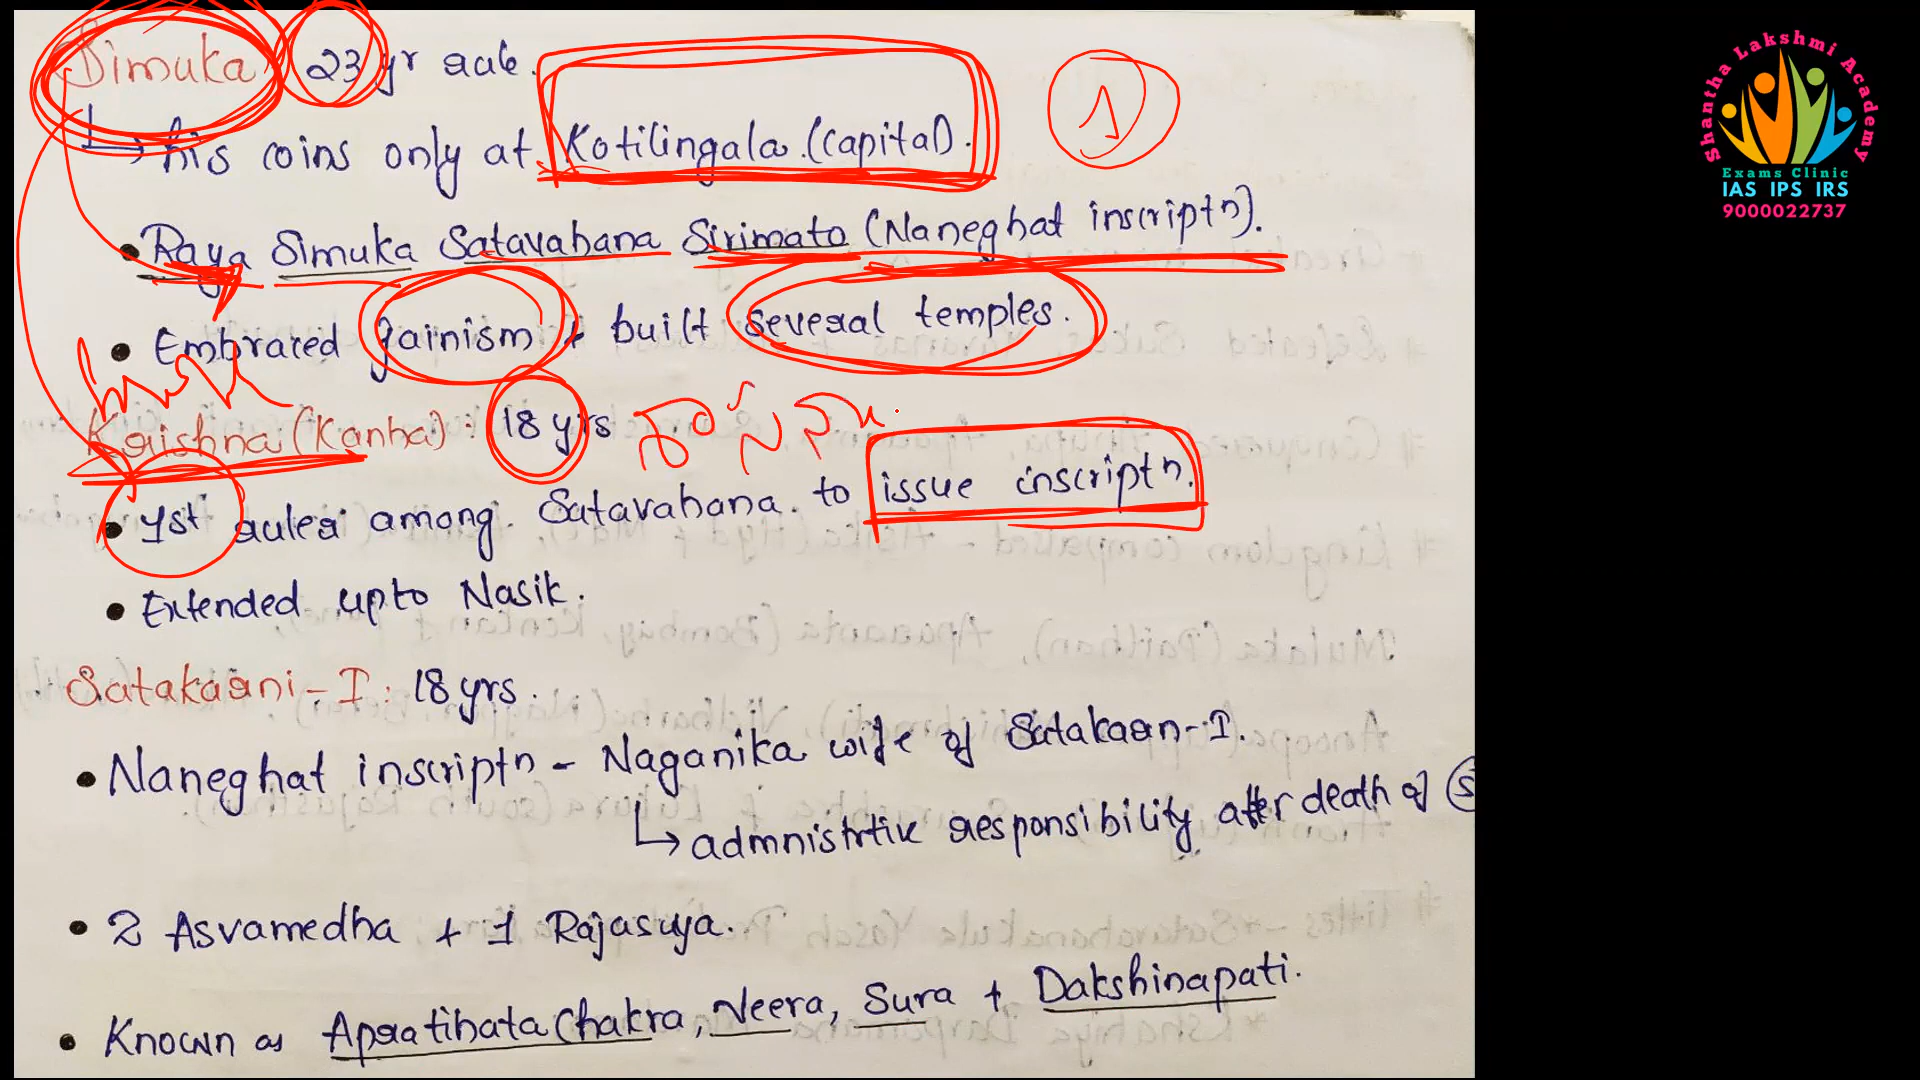 Simuka 23 yr rule.
↳ his coins only at Kotilingala.(capital).
1
• Raya Simuka Satavahana Sirimato (Naneghat inscriptn).
• Embraced Jainism + built several temples.
Krishna (Kanha) : 18 yrs
• 1st ruler among Satavahana. to issue inscriptn.
• Extended upto Nasik.
Satakarni - I : 18 yrs.
• Naneghat inscriptn - Naganika wife of Satakarn-I.
↳ admnistrtive responsibility after death of S
• 2 Asvamedha + 1 Rajasuya.
• Known as Apratihata Chakra, Veera, Sura + Dakshinapati.
Shantha Lakshmi Academy
Exams Clinic
IAS IPS IRS
9000022737